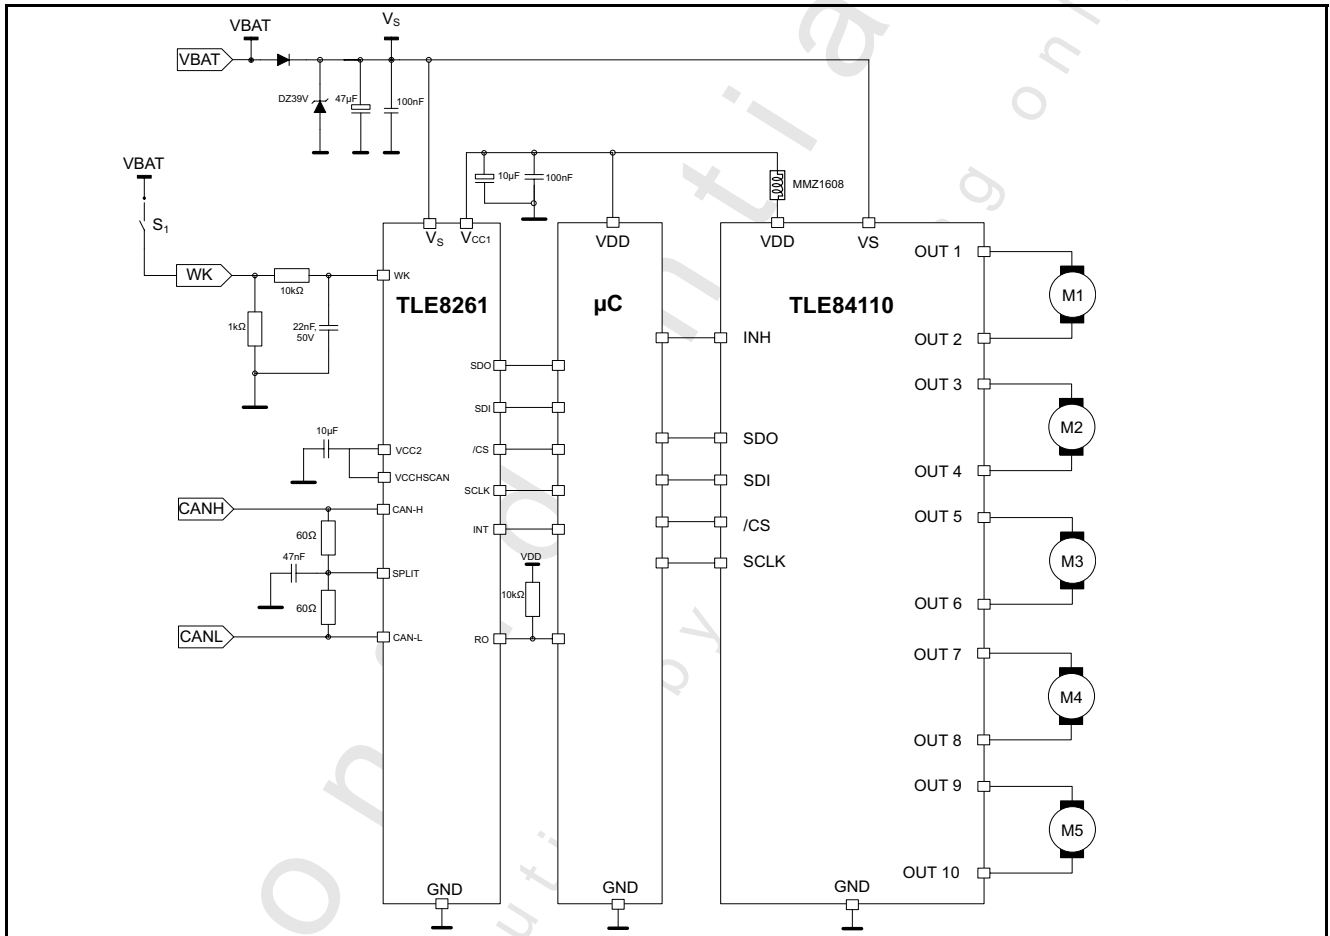 VBAT
VS
VBAT
DZ39V
47µF
100nF
VBAT
S1
WK
10kΩ
1kΩ
22nF,
50V
10µF
100nF
MMZ1608
VS
VCC1
VDD
VDD
VS
WK
TLE8261
µC
TLE84110
OUT 1
M1
INH
OUT 2
SDO
OUT 3
SDI
M2
10µF
VCC2
/CS
SDO
OUT 4
VCCHSCAN
SCLK
SDI
CANH
CAN-H
INT
/CS
OUT 5
60Ω
47nF
SPLIT
VDD
SCLK
M3
60Ω
10kΩ
OUT 6
CANL
CAN-L
RO
OUT 7
M4
OUT 8
OUT 9
M5
OUT 10
GND
GND
GND